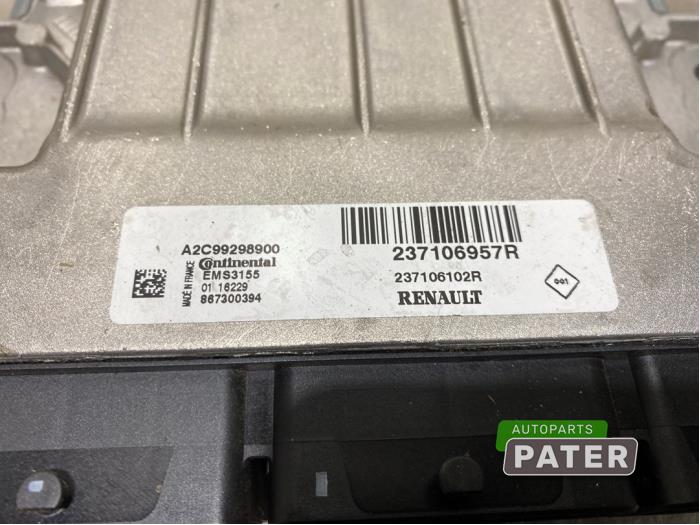 A2C99298900
Continental
EMS3155
01 16229
867300394
MADE IN FRANCE
237106957R
237106102R
RENAULT
001
AUTOPARTS
PATER